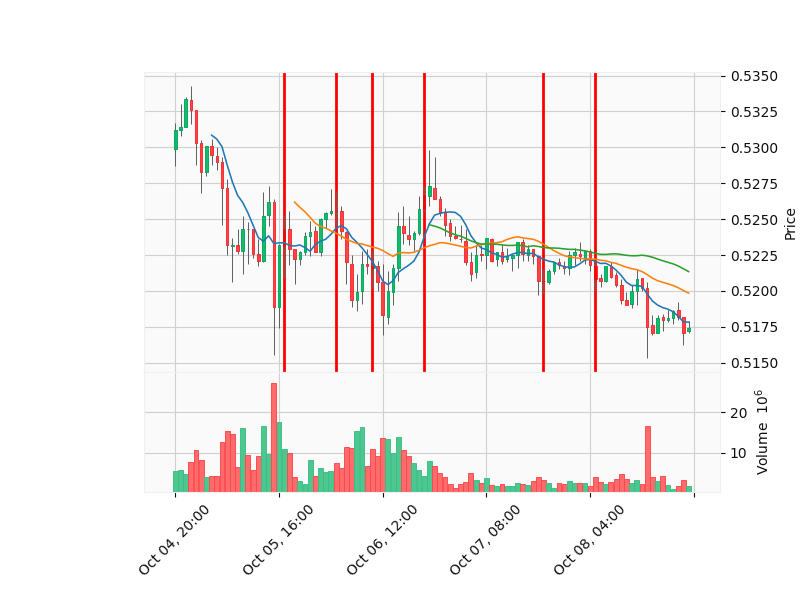 0.5350
0.5325
0.5300
0.5275
0.5250
0.5225
0.5200
0.5175
0.5150
Price
20
10
Volume 10⁶
Oct 04, 20:00
Oct 05, 16:00
Oct 06, 12:00
Oct 07, 08:00
Oct 08, 04:00